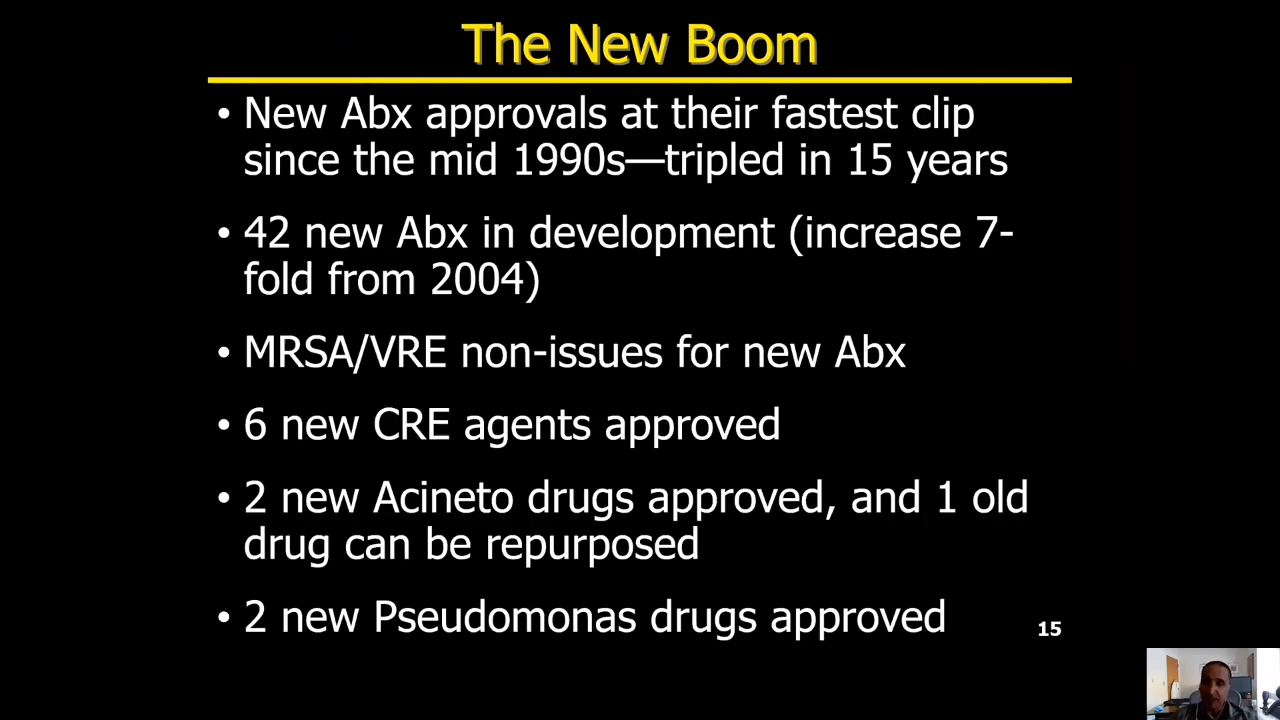 The New Boom
• New Abx approvals at their fastest clip
since the mid 1990s—tripled in 15 years
• 42 new Abx in development (increase 7-
fold from 2004)
• MRSA/VRE non-issues for new Abx
• 6 new CRE agents approved
• 2 new Acineto drugs approved, and 1 old
drug can be repurposed
• 2 new Pseudomonas drugs approved
15